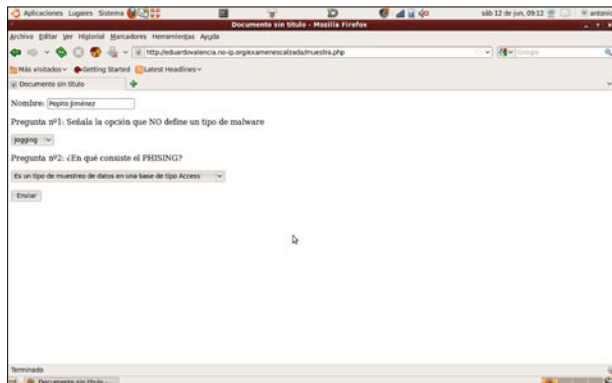 Aplicaciones Lugares Sistema sáb 12 de jun, 09:12 antonio
Documento sin título - Mozilla Firefox
Archivo Editar Ver Historial Marcadores Herramientas Ayuda
http://eduardovalencia.no-ip.org/examenescalzada/muestra.php Google
Más visitados Getting Started Latest Headlines
Documento sin título
Nombre: Pepito Jiménez
Pregunta nº1: Señala la opción que NO define un tipo de malware
Jogging
Pregunta nº2: ¿En qué consiste el PHISING?
Es un tipo de muestreo de datos en una base de tipo Access
Enviar
Terminado
Documento sin título -